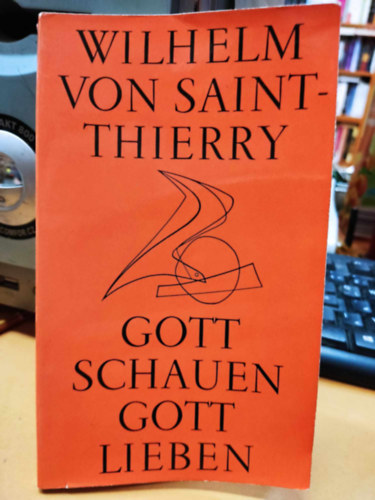 WILHELM
VON SAINT-
THIERRY
GOTT
SCHAUEN
GOTT
LIEBEN